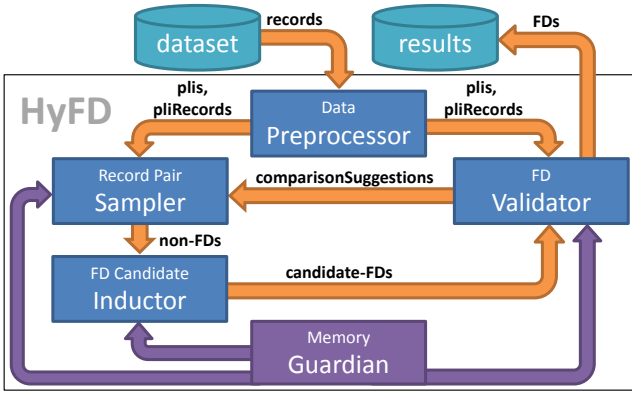 dataset
records
results
FDs
HyFD
plis,
pliRecords
Data
Preprocessor
plis,
pliRecords
Record Pair
Sampler
comparisonSuggestions
FD
Validator
non-FDs
FD Candidate
Inductor
candidate-FDs
Memory
Guardian